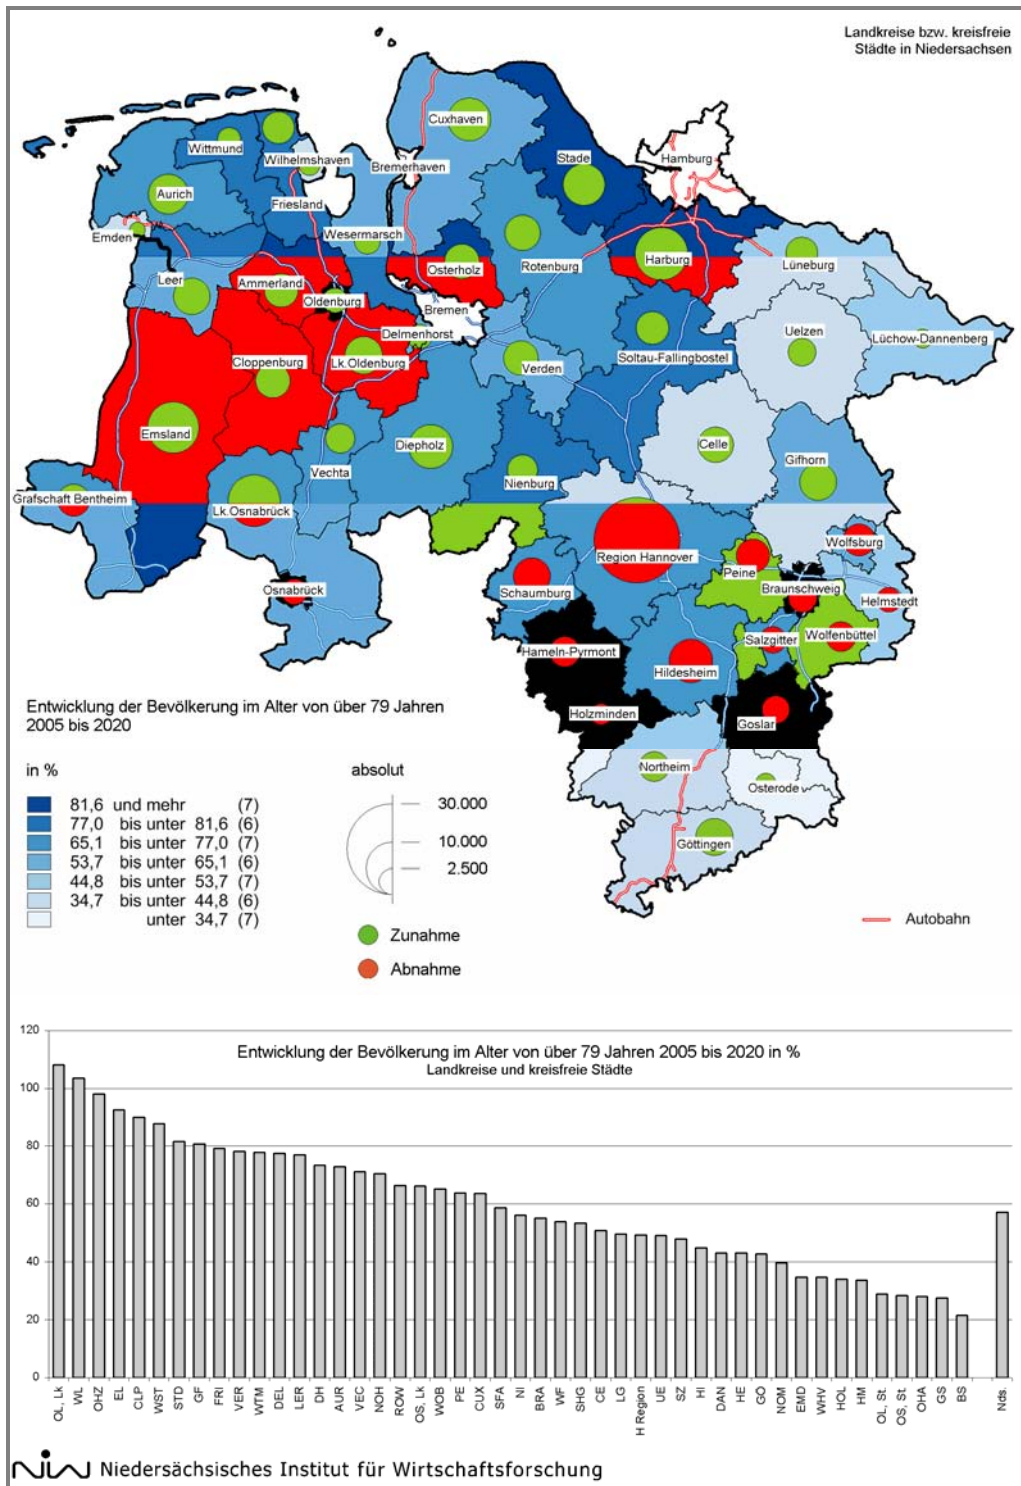 Landkreise bzw. kreisfreie
Städte in Niedersachsen
Cuxhaven
Wittmund
Stade
Hamburg
Wilhelmshaven
Bremerhaven
Aurich
Friesland
Emden
Wesermarsch
Osterholz
Rotenburg
Harburg
Lüneburg
Leer
Ammerland
Oldenburg
Bremen
Uelzen
Lüchow-Dannenberg
Delmenhorst
Cloppenburg
Lk.Oldenburg
Verden
Soltau-Fallingbostel
Emsland
Diepholz
Celle
Vechta
Gifhorn
Nienburg
Grafschaft Bentheim
Lk.Osnabrück
Wolfsburg
Region Hannover
Peine
Osnabrück
Schaumburg
Braunschweig
Helmstedt
Hameln-Pyrmont
Salzgitter
Wolfenbüttel
Hildesheim
Holzminden
Goslar
Northeim
Osterode
Göttingen
Entwicklung der Bevölkerung im Alter von über 79 Jahren
2005 bis 2020
in %
absolut
81,6 und mehr (7)
77,0 bis unter 81,6 (6)
65,1 bis unter 77,0 (7)
53,7 bis unter 65,1 (6)
44,8 bis unter 53,7 (7)
34,7 bis unter 44,8 (6)
unter 34,7 (7)
30.000
10.000
2.500
Zunahme
Abnahme
Autobahn
Entwicklung der Bevölkerung im Alter von über 79 Jahren 2005 bis 2020 in %
Landkreise und kreisfreie Städte
120
100
80
60
40
20
0
OL, Lk
WL
OHZ
EL
CLP
WST
STD
GF
FRI
VER
WTM
DEL
LER
DH
AUR
VEC
NOH
ROW
OS, Lk
WOB
PE
CUX
SFA
NI
BRA
WF
SHG
CE
LG
H Region
UE
SZ
HI
DAN
HE
GÖ
NOM
EMD
WHV
HOL
HM
OL, St.
OS, St.
OHA
GS
BS
Nds.
NIW Niedersächsisches Institut für Wirtschaftsforschung